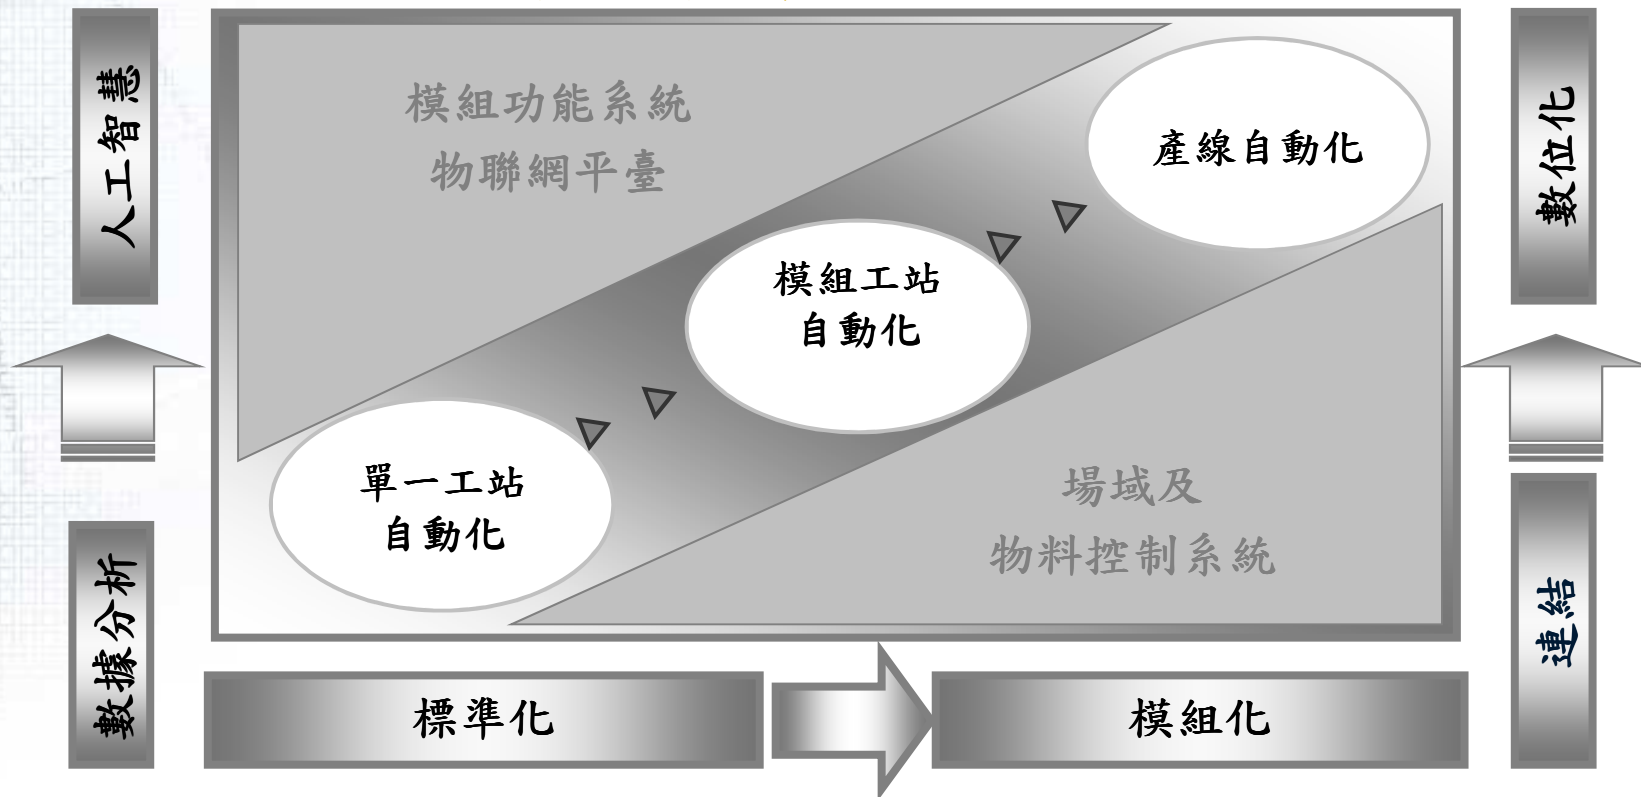 人工智慧
數據分析
模組功能系統
物聯網平臺
產線自動化
模組工站
自動化
單一工站
自動化
場域及
物料控制系統
標準化
模組化
數位化
連結